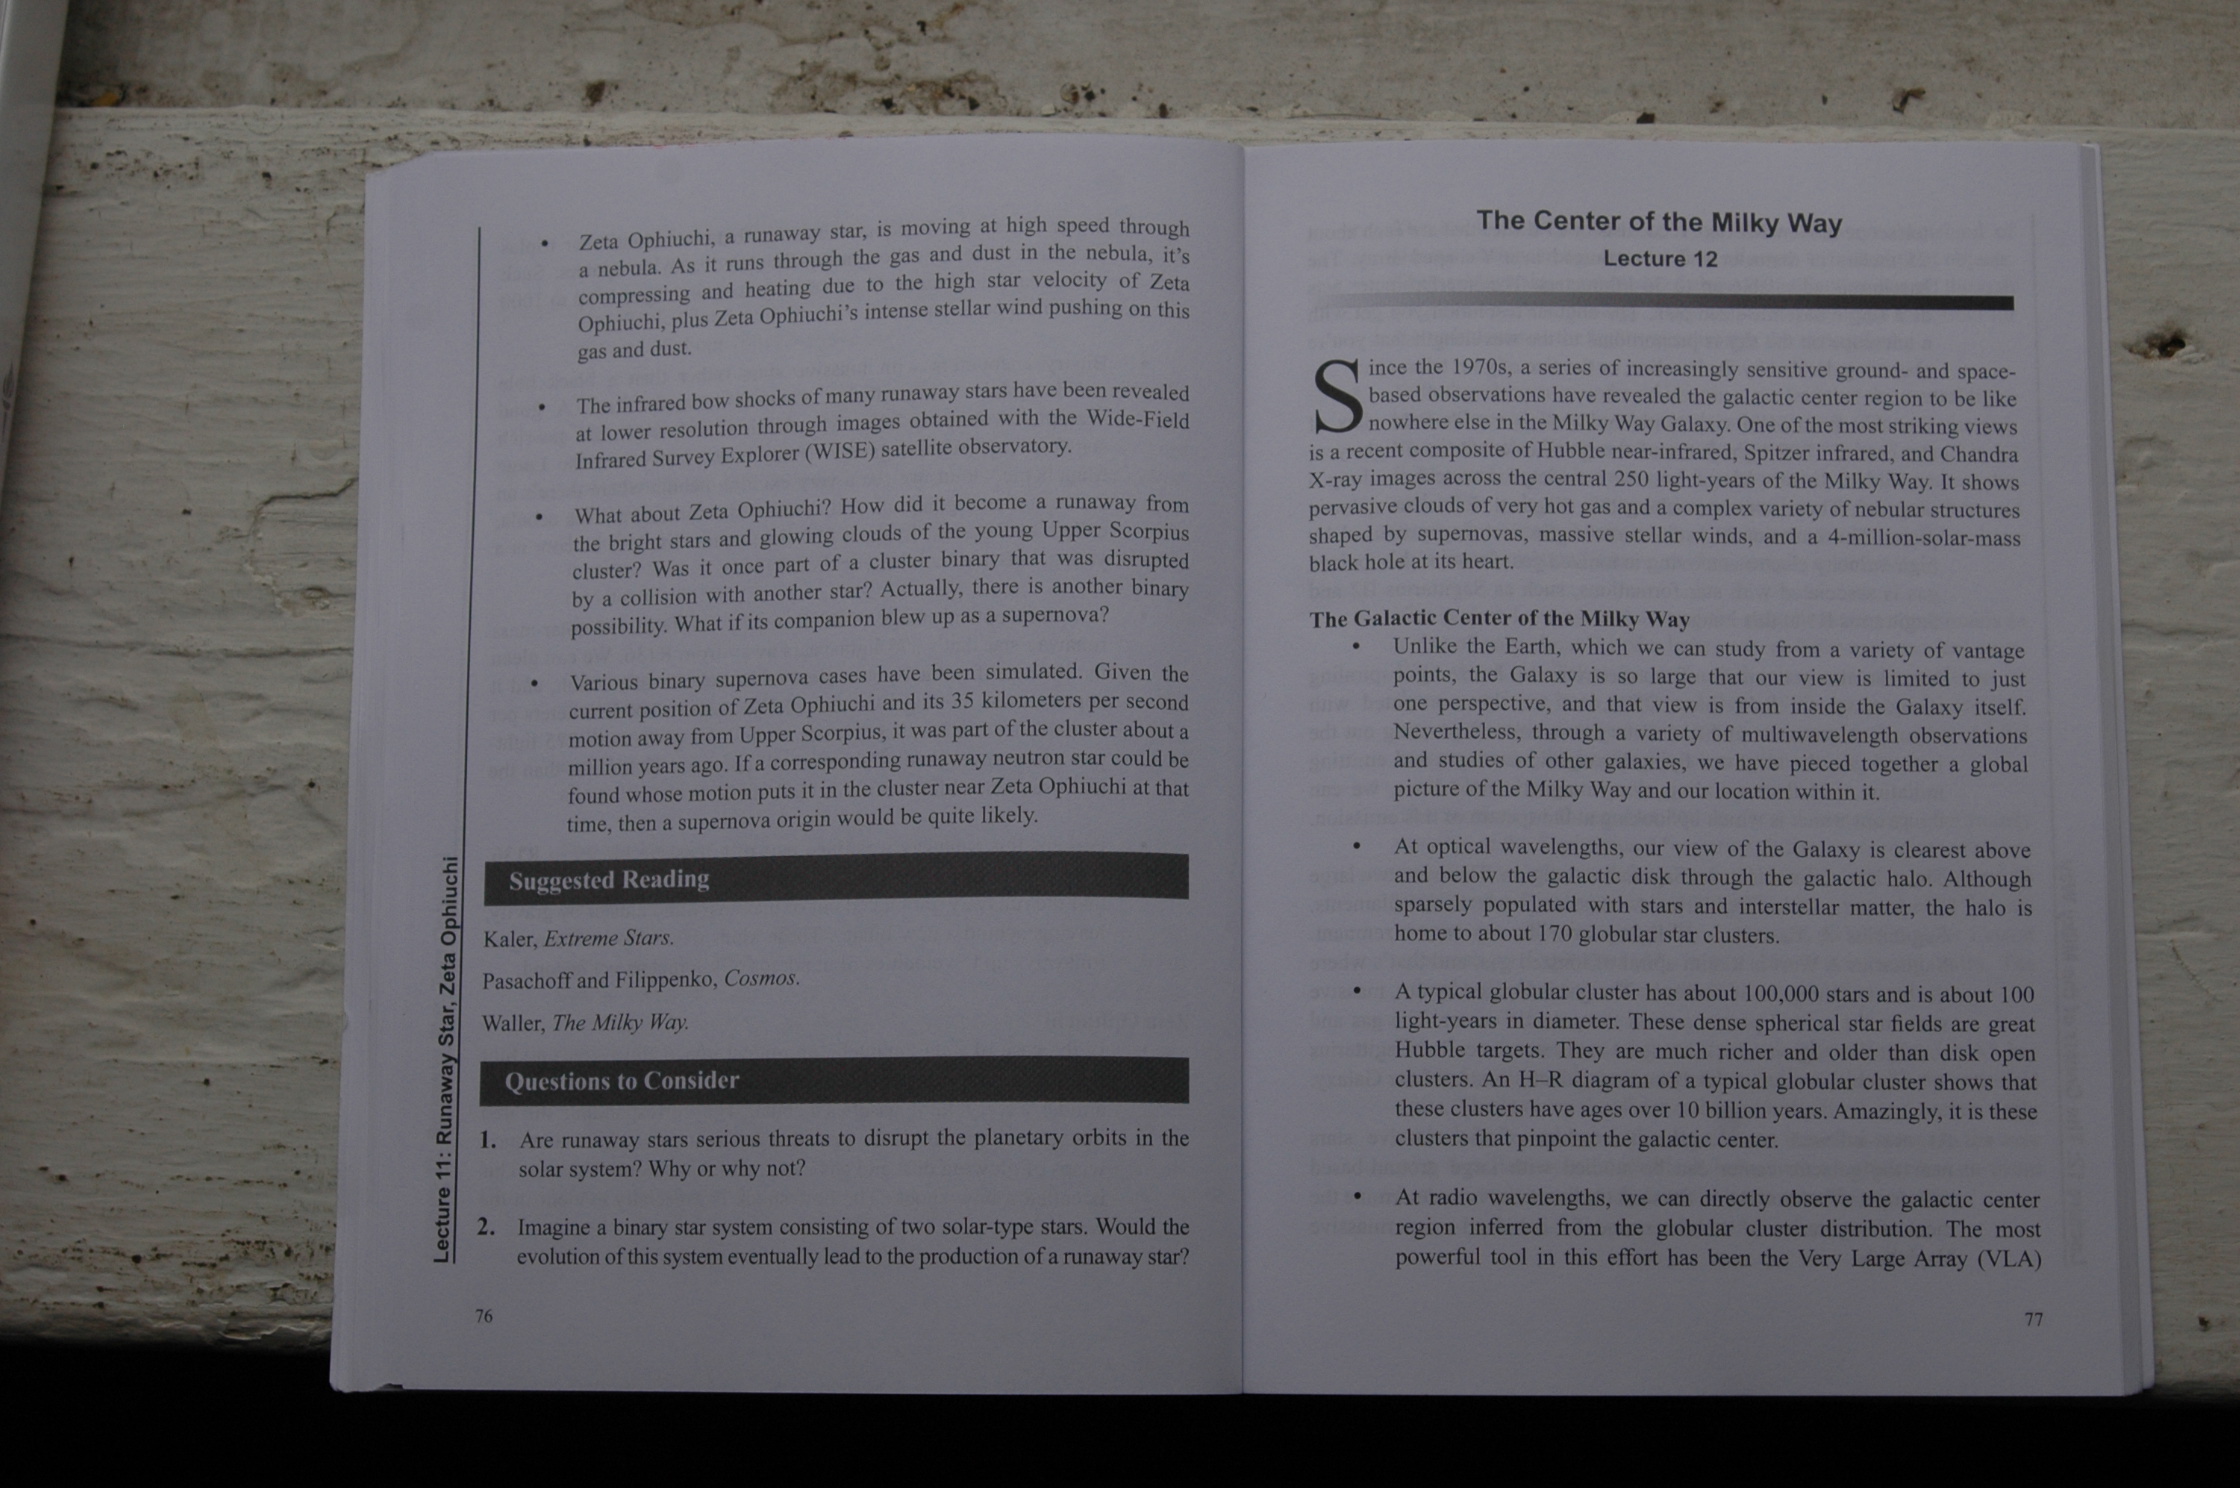 • Zeta Ophiuchi, a runaway star, is moving at high speed through
a nebula. As it runs through the gas and dust in the nebula, it's
compressing and heating due to the high star velocity of Zeta
Ophiuchi, plus Zeta Ophiuchi's intense stellar wind pushing on this
gas and dust.
• The infrared bow shocks of many runaway stars have been revealed
at lower resolution through images obtained with the Wide-Field
Infrared Survey Explorer (WISE) satellite observatory.
• What about Zeta Ophiuchi? How did it become a runaway from
the bright stars and glowing clouds of the young Upper Scorpius
cluster? Was it once part of a cluster binary that was disrupted
by a collision with another star? Actually, there is another binary
possibility. What if its companion blew up as a supernova?
• Various binary supernova cases have been simulated. Given the
current position of Zeta Ophiuchi and its 35 kilometers per second
motion away from Upper Scorpius, it was part of the cluster about a
million years ago. If a corresponding runaway neutron star could be
found whose motion puts it in the cluster near Zeta Ophiuchi at that
time, then a supernova origin would be quite likely.
Suggested Reading
Kaler, Extreme Stars.
Pasachoff and Filippenko, Cosmos.
Waller, The Milky Way.
Questions to Consider
1. Are runaway stars serious threats to disrupt the planetary orbits in the
solar system? Why or why not?
2. Imagine a binary star system consisting of two solar-type stars. Would the
evolution of this system eventually lead to the production of a runaway star?
Lecture 11: Runaway Star, Zeta Ophiuchi
76
The Center of the Milky Way
Lecture 12
Since the 1970s, a series of increasingly sensitive ground- and space-
based observations have revealed the galactic center region to be like
nowhere else in the Milky Way Galaxy. One of the most striking views
is a recent composite of Hubble near-infrared, Spitzer infrared, and Chandra
X-ray images across the central 250 light-years of the Milky Way. It shows
pervasive clouds of very hot gas and a complex variety of nebular structures
shaped by supernovas, massive stellar winds, and a 4-million-solar-mass
black hole at its heart.
The Galactic Center of the Milky Way
• Unlike the Earth, which we can study from a variety of vantage
points, the Galaxy is so large that our view is limited to just
one perspective, and that view is from inside the Galaxy itself.
Nevertheless, through a variety of multiwavelength observations
and studies of other galaxies, we have pieced together a global
picture of the Milky Way and our location within it.
• At optical wavelengths, our view of the Galaxy is clearest above
and below the galactic disk through the galactic halo. Although
sparsely populated with stars and interstellar matter, the halo is
home to about 170 globular star clusters.
• A typical globular cluster has about 100,000 stars and is about 100
light-years in diameter. These dense spherical star fields are great
Hubble targets. They are much richer and older than disk open
clusters. An H–R diagram of a typical globular cluster shows that
these clusters have ages over 10 billion years. Amazingly, it is these
clusters that pinpoint the galactic center.
• At radio wavelengths, we can directly observe the galactic center
region inferred from the globular cluster distribution. The most
powerful tool in this effort has been the Very Large Array (VLA)
77